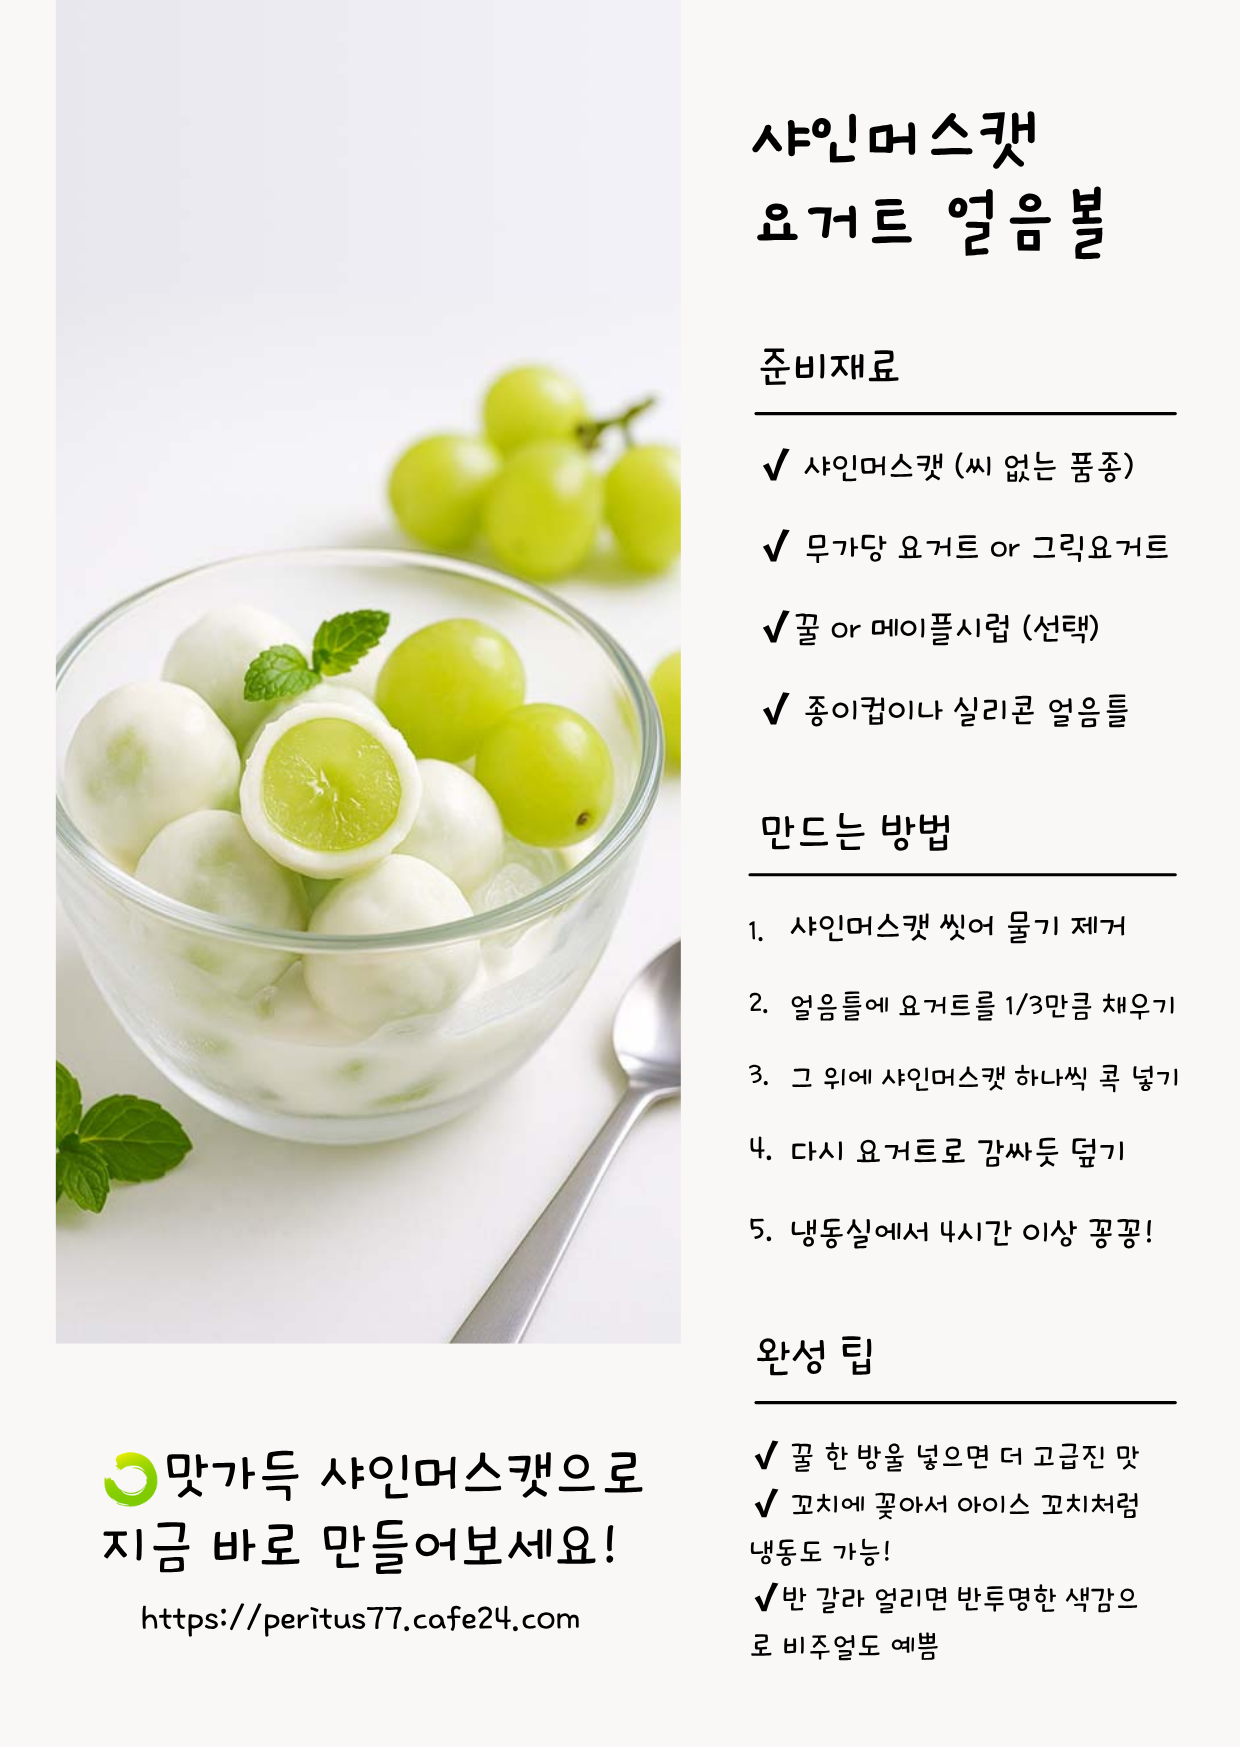 샤인머스캣
요거트 얼음볼
준비재료
✓ 샤인머스캣 (씨 없는 품종)
✓ 무가당 요거트 or 그릭요거트
✓ 꿀 or 메이플시럽 (선택)
✓ 종이컵이나 실리콘 얼음틀
만드는 방법
1. 샤인머스캣 씻어 물기 제거
2. 얼음틀에 요거트를 1/3만큼 채우기
3. 그 위에 샤인머스캣 하나씩 콕 넣기
4. 다시 요거트로 감싸듯 덮기
5. 냉동실에서 4시간 이상 꽁꽁!
완성 팁
✓ 꿀 한 방울 넣으면 더 고급진 맛
✓ 꼬치에 꽂아서 아이스 꼬치처럼
냉동도 가능!
✓반 갈라 얼리면 반투명한 색감으
로 비주얼도 예쁨
맛가득 샤인머스캣으로
지금 바로 만들어보세요!
https://peritus77.cafe24.com